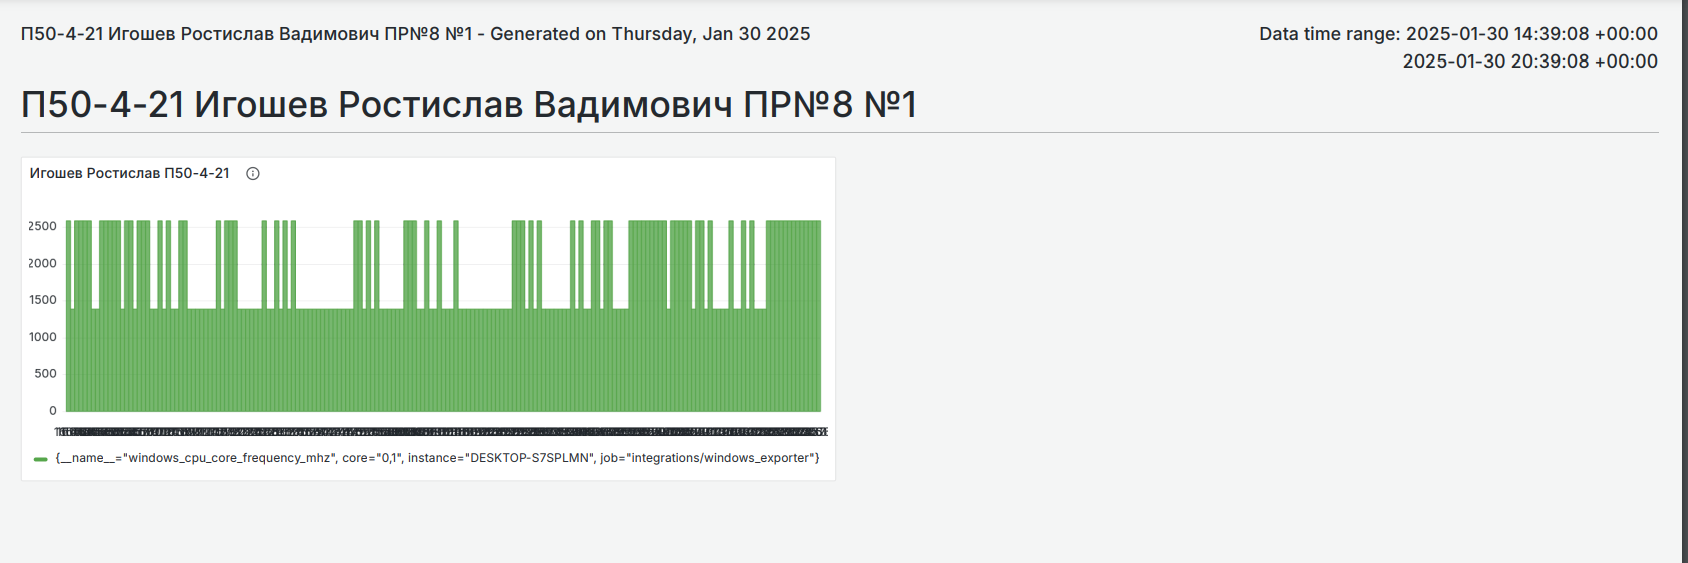 П50-4-21 Игошев Ростислав Вадимович ПР№8 №1 - Generated on Thursday, Jan 30 2025
Data time range: 2025-01-30 14:39:08 +00:00
2025-01-30 20:39:08 +00:00
П50-4-21 Игошев Ростислав Вадимович ПР№8 №1
Игошев Ростислав П50-4-21
2500
2000
1500
1000
500
0
{__name__="windows_cpu_core_frequency_mhz", core="0,1", instance="DESKTOP-S7SPLMN", job="integrations/windows_exporter"}